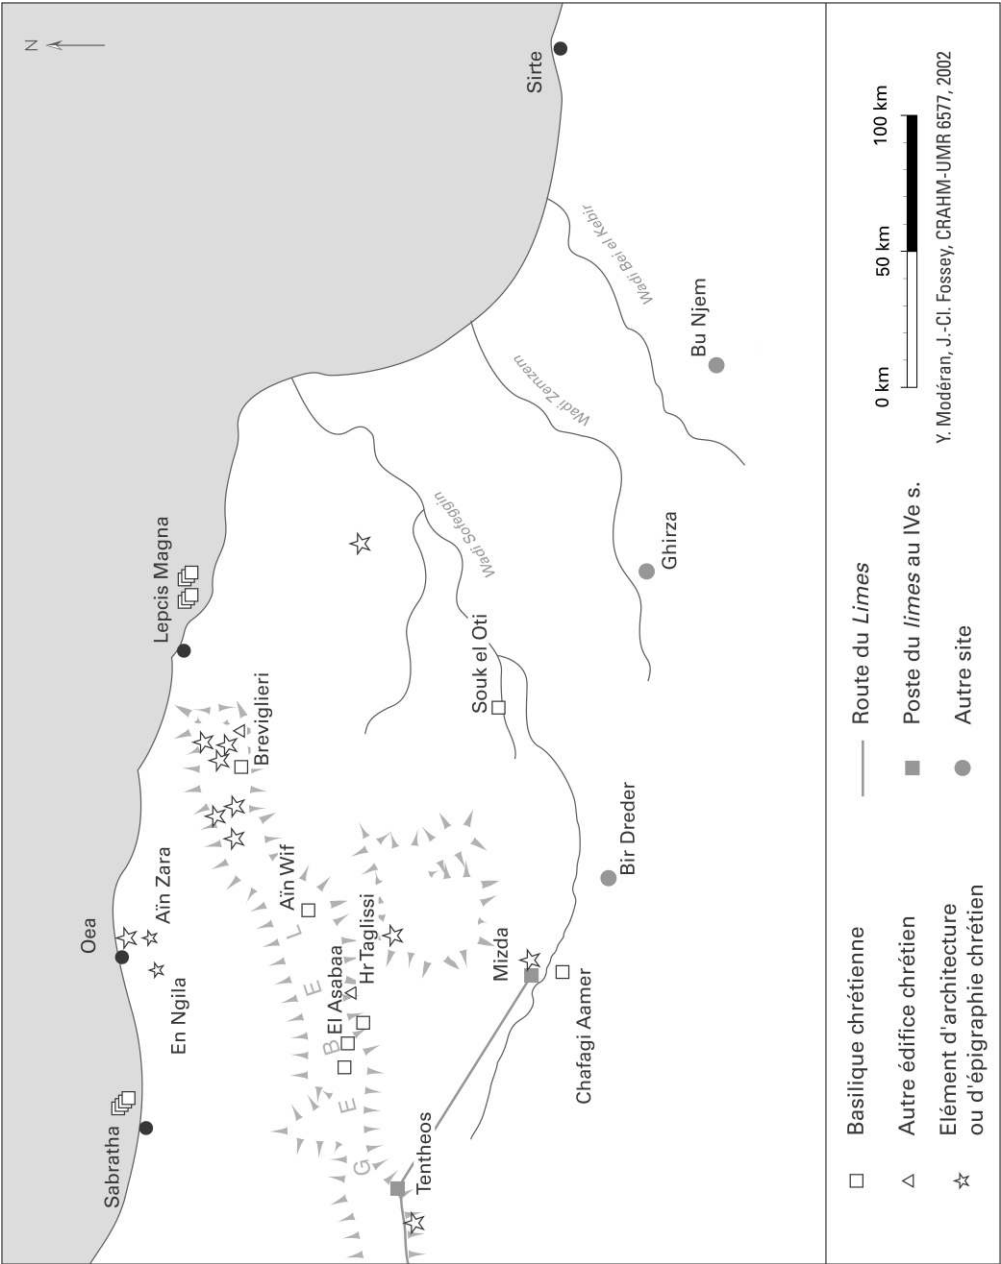 N
Sabratha
Oea
Lepcis Magna
Sirte
En Ngila
Aïn Zara
Breviglieri
Aïn Wif
El Asabaa
Hr Taglissi
GEBEL
Tentheos
Mizda
Chafagi Aamer
Bir Dreder
Souk el Oti
Ghirza
Bu Njem
Wadi Sofeggin
Wadi Zemzem
Wadi Bei el Kebir
Basilique chrétienne
Autre édifice chrétien
Elément d'architecture
ou d'épigraphie chrétien
Route du Limes
Poste du limes au IVe s.
Autre site
0 km 50 km 100 km
Y. Modéran, J.-Cl. Fossey, CRAHM-UMR 6577, 2002